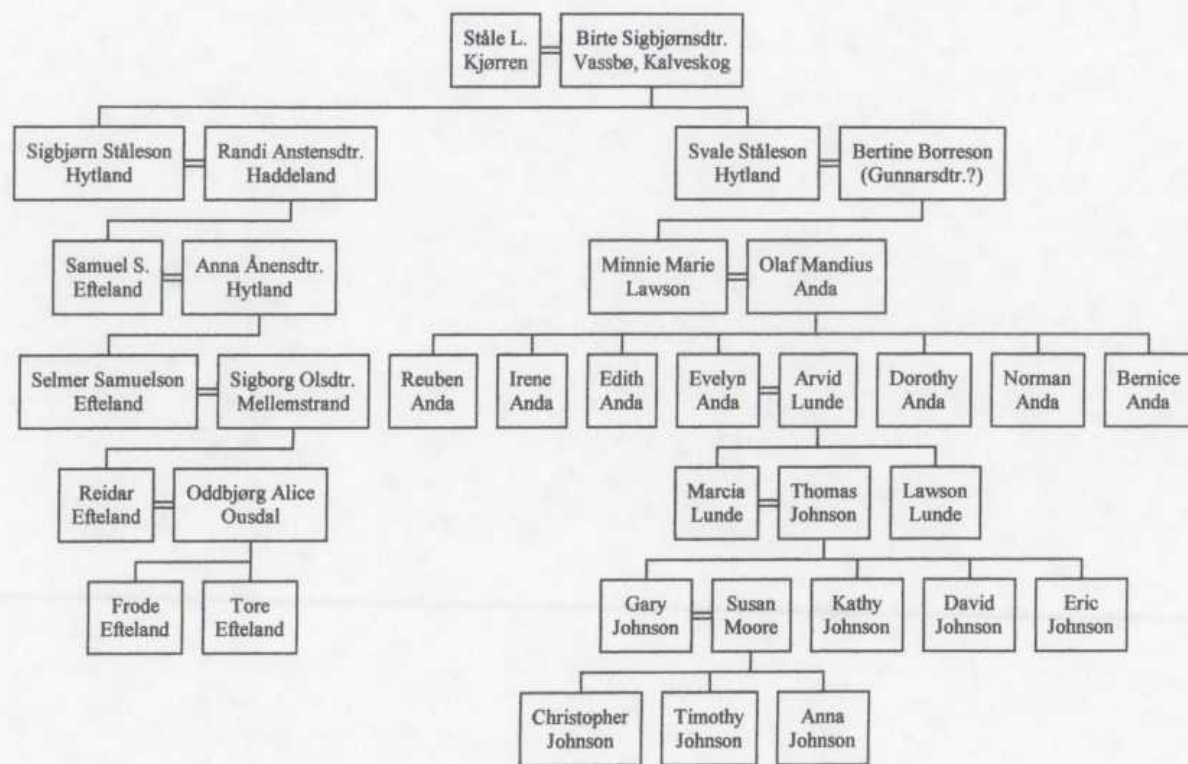 Ståle L.
Kjørren
Birte Sigbjørnsdtr.
Vassbø, Kalveskog
Sigbjørn Ståleson
Hytland
Randi Anstensdtr.
Haddeland
Svale Ståleson
Hytland
Bertine Borreson
(Gunnarsdtr.?)
Samuel S.
Efteland
Anna Ånensdtr.
Hytland
Minnie Marie
Lawson
Olaf Mandius
Anda
Selmer Samuelson
Efteland
Sigborg Olsdtr.
Mellemstrand
Reuben
Anda
Irene
Anda
Edith
Anda
Evelyn
Anda
Arvid
Lunde
Dorothy
Anda
Norman
Anda
Bernice
Anda
Reidar
Efteland
Oddbjørg Alice
Ousdal
Marcia
Lunde
Thomas
Johnson
Lawson
Lunde
Frode
Efteland
Tore
Efteland
Gary
Johnson
Susan
Moore
Kathy
Johnson
David
Johnson
Eric
Johnson
Christopher
Johnson
Timothy
Johnson
Anna
Johnson